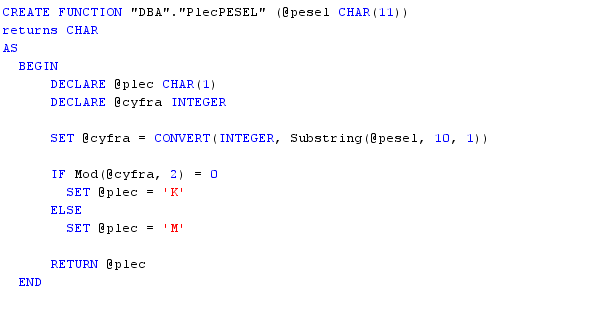 CREATE FUNCTION "DBA"."PlecPESEL" (@pesel CHAR(11))
returns CHAR
AS
BEGIN
DECLARE @plec CHAR(1)
DECLARE @cyfra INTEGER
SET @cyfra = CONVERT(INTEGER, Substring(@pesel, 10, 1))
IF Mod(@cyfra, 2) = 0
SET @plec = 'K'
ELSE
SET @plec = 'M'
RETURN @plec
END